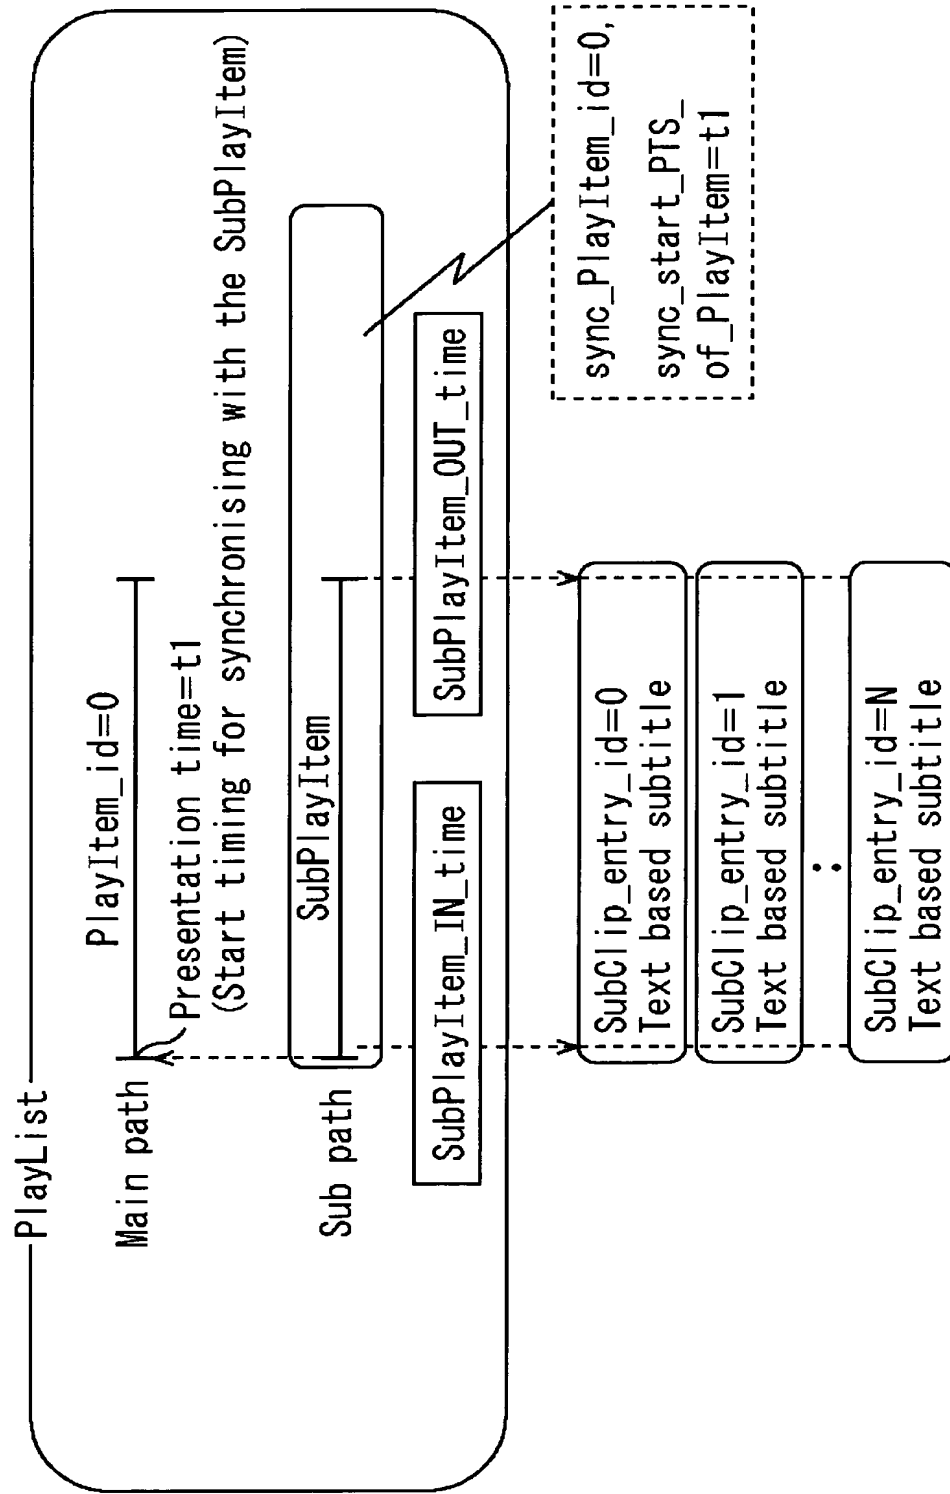 PlayList
Main path
PlayItem_id=0
Presentation time=t1
(Start timing for synchronising with the SubPlayItem)
Sub path
SubPlayItem
SubPlayItem_IN_time
SubPlayItem_OUT_time
sync_PlayItem_id=0,
sync_start_PTS_
of_PlayItem=t1
SubClip_entry_id=0
Text based subtitle
SubClip_entry_id=1
Text based subtitle
:
SubClip_entry_id=N
Text based subtitle